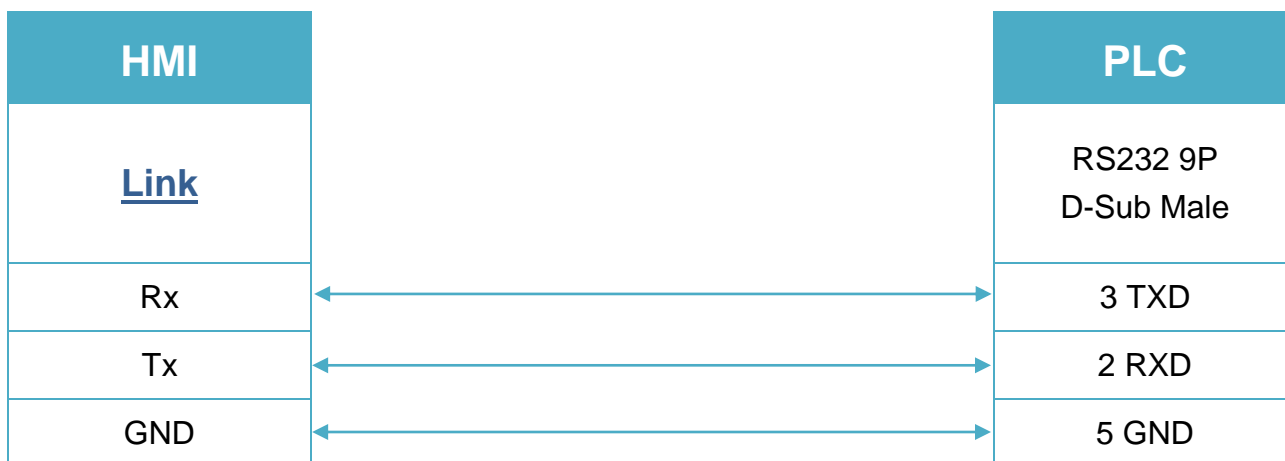 HMI
PLC
Link
RS232 9P
D-Sub Male
Rx
3 TXD
Tx
2 RXD
GND
5 GND